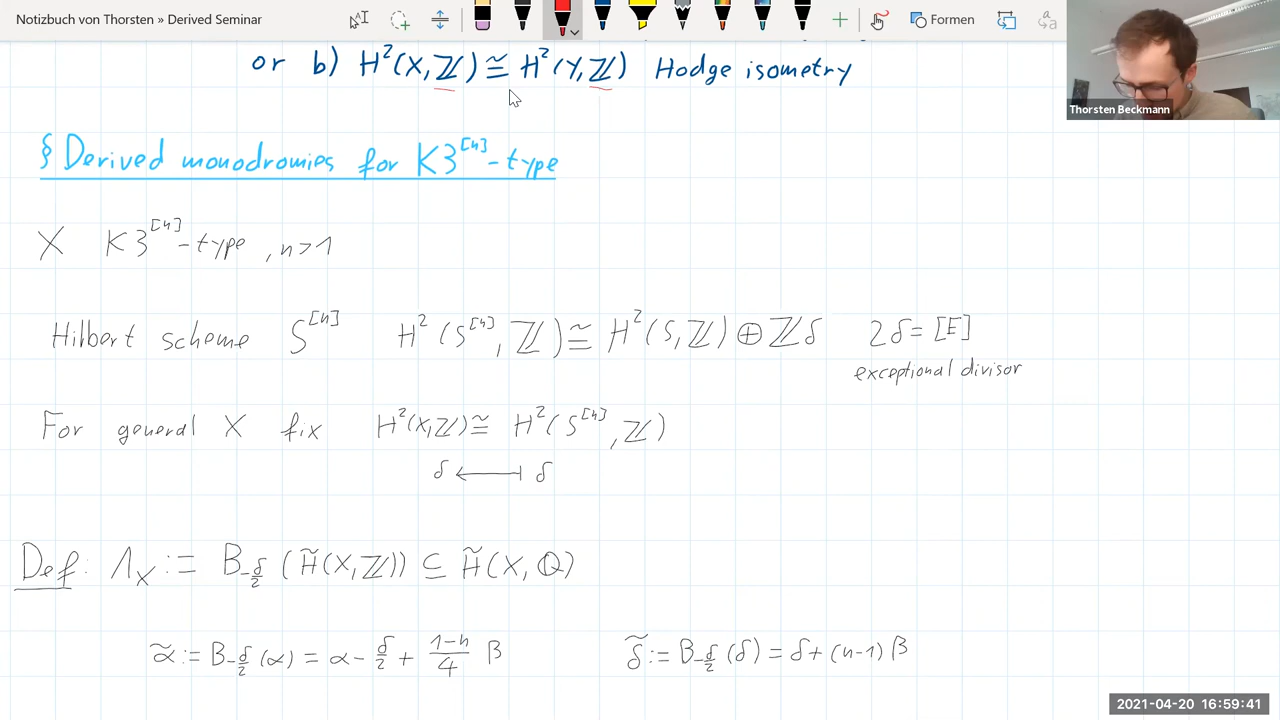 Notizbuch von Thorsten » Derived Seminar
Formen
or b) H²(X,ℤ) ≅ H²(Y,ℤ) Hodge isometry
Thorsten Beckmann
§ Derived monodromies for K3^[n]-type
X K3^[n]-type, n>1
Hilbert scheme S^[n] H²(S^[n],ℤ) ≅ H²(S,ℤ) ⊕ ℤδ 2δ = [E]
exceptional divisor
For general X fix H²(X,ℤ) ≅ H²(S^[n],ℤ)
δ ⟵| δ
Def: Λ_X := B_{-δ/2}(H̃(X,ℤ)) ⊆ H̃(X,ℚ)
α̃ := B_{-δ/2}(α) = α - δ/2 + (1-n)/4 β δ̃ := B_{-δ/2}(δ) = δ + (n-1)β
2021-04-20 16:59:41